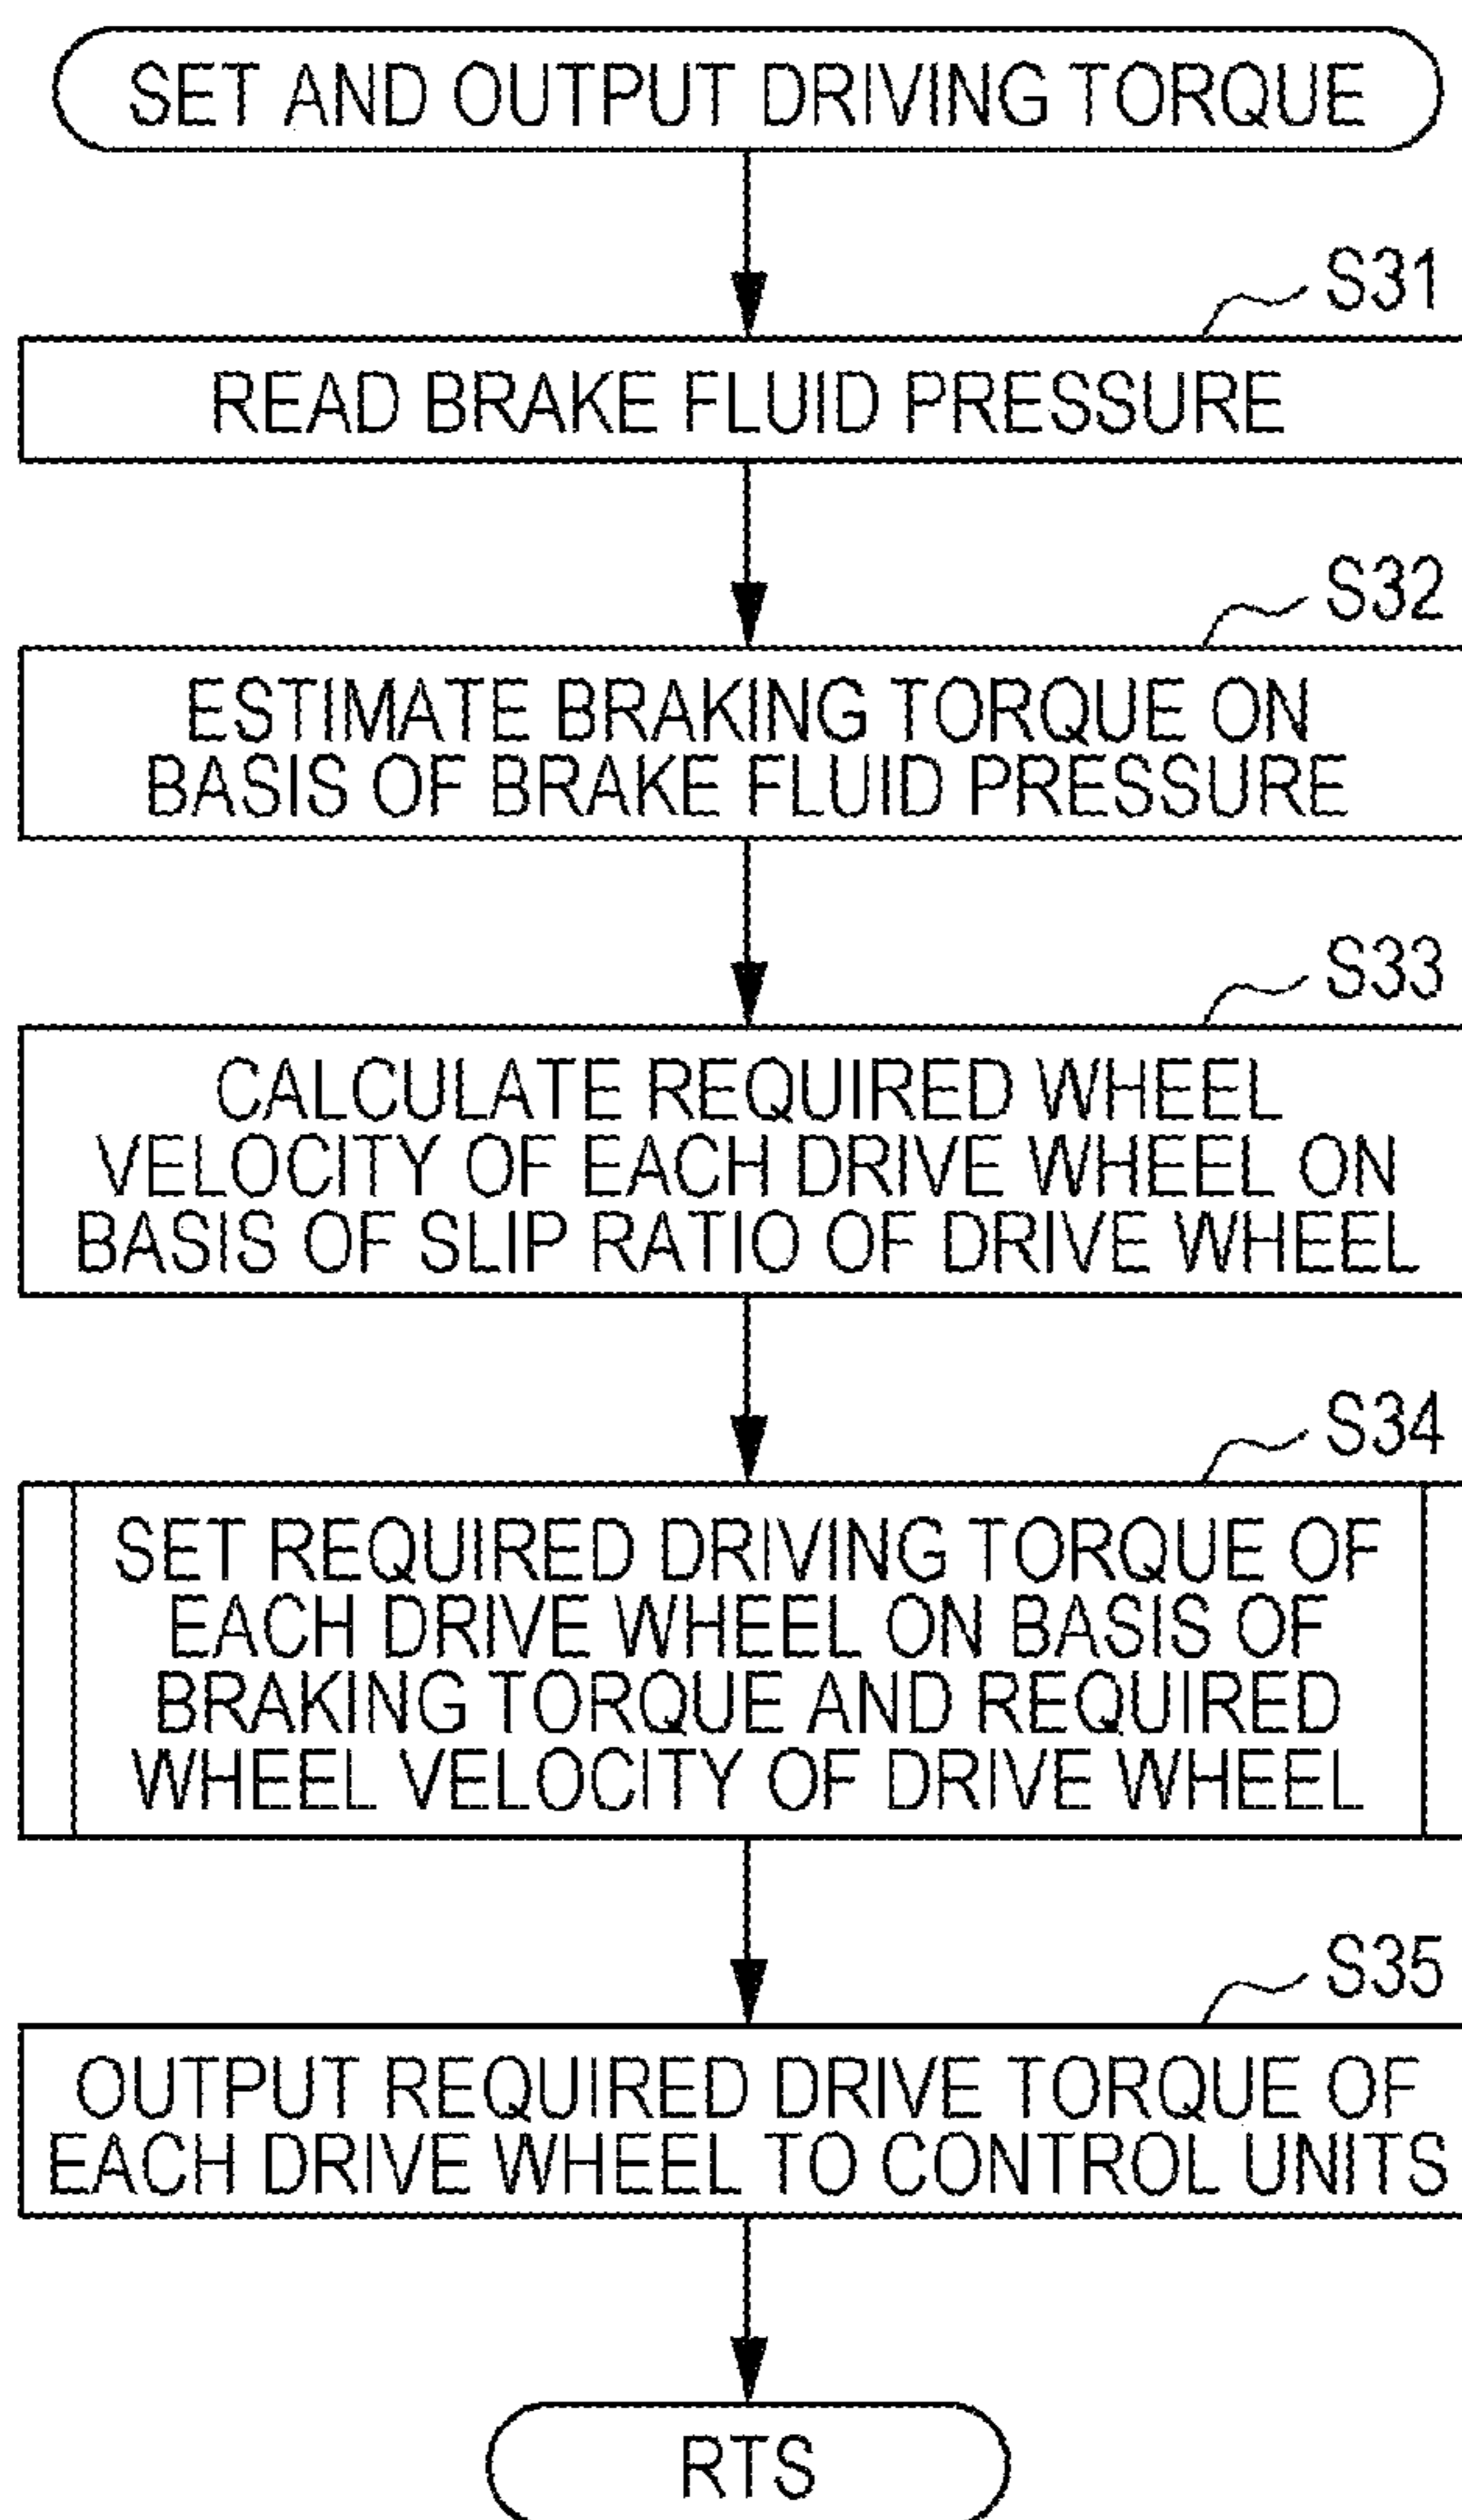 SET AND OUTPUT DRIVING TORQUE
S31
READ BRAKE FLUID PRESSURE
S32
ESTIMATE BRAKING TORQUE ON
BASIS OF BRAKE FLUID PRESSURE
S33
CALCULATE REQUIRED WHEEL
VELOCITY OF EACH DRIVE WHEEL ON
BASIS OF SLIP RATIO OF DRIVE WHEEL
S34
SET REQUIRED DRIVING TORQUE OF
EACH DRIVE WHEEL ON BASIS OF
BRAKING TORQUE AND REQUIRED
WHEEL VELOCITY OF DRIVE WHEEL
S35
OUTPUT REQUIRED DRIVE TORQUE OF
EACH DRIVE WHEEL TO CONTROL UNITS
RTS